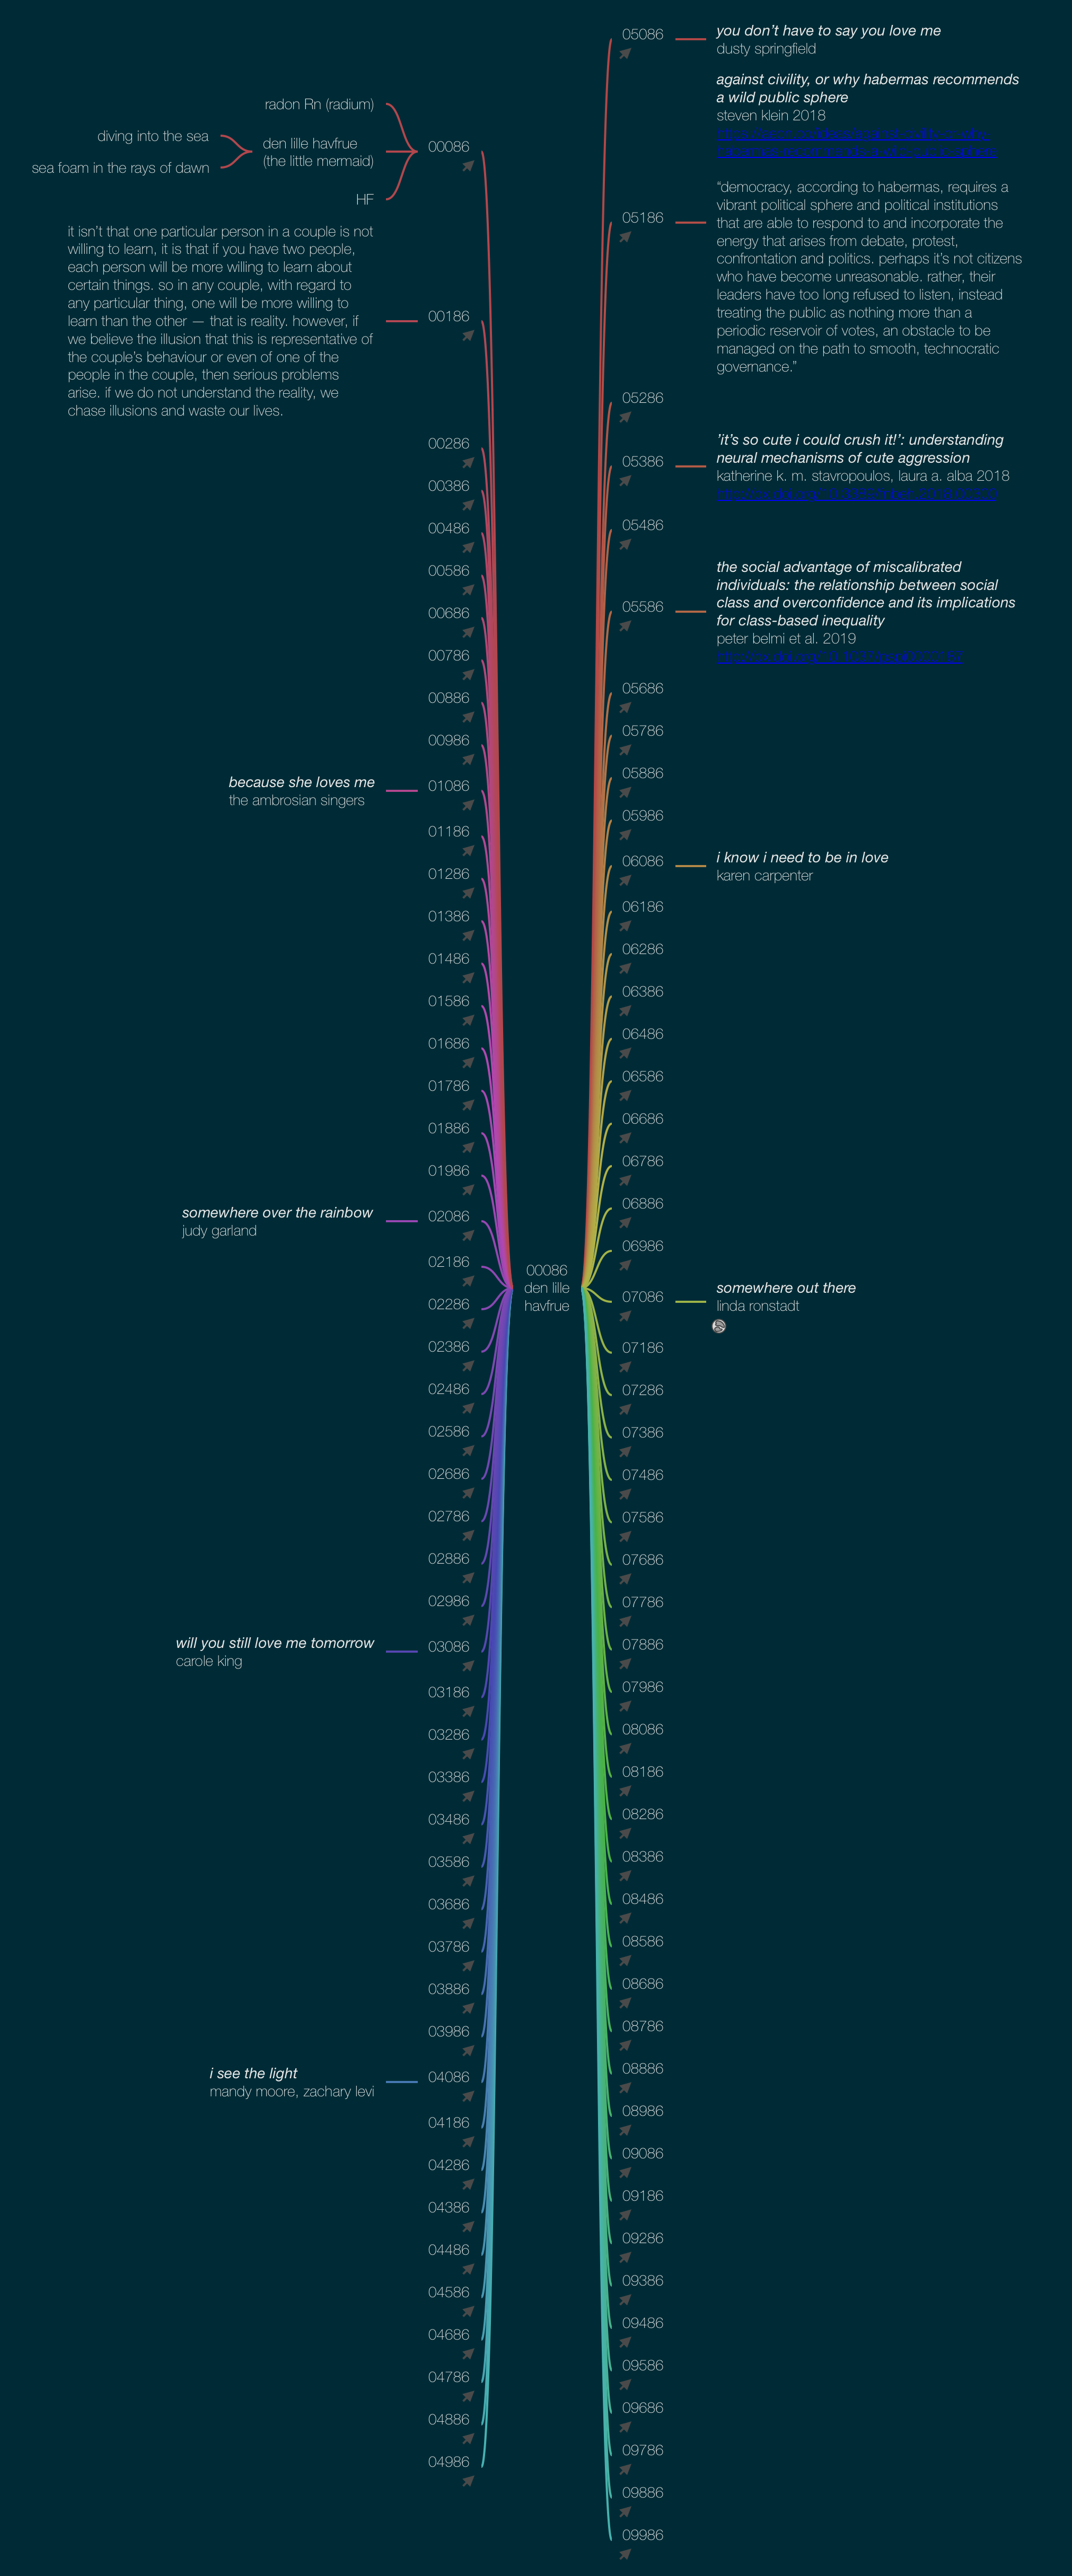 radon Rn (radium)
diving into the sea
sea foam in the rays of dawn
den lille havfrue
(the little mermaid)
HF
00086
it isn't that one particular person in a couple is not
willing to learn, it is that if you have two people,
each person will be more willing to learn about
certain things. so in any couple, with regard to
any particular thing, one will be more willing to
learn than the other — that is reality. however, if
we believe the illusion that this is representative of
the couple's behaviour or even of one of the
people in the couple, then serious problems
arise. if we do not understand the reality, we
chase illusions and waste our lives.
00186
00286
00386
00486
00586
00686
00786
00886
00986
because she loves me
the ambrosian singers
01086
01186
01286
01386
01486
01586
01686
01786
01886
01986
somewhere over the rainbow
judy garland
02086
02186
02286
02386
02486
02586
02686
02786
02886
02986
will you still love me tomorrow
carole king
03086
03186
03286
03386
03486
03586
03686
03786
03886
03986
i see the light
mandy moore, zachary levi
04086
04186
04286
04386
04486
04586
04686
04786
04886
04986
00086
den lille
havfrue
05086
you don't have to say you love me
dusty springfield
against civility, or why habermas recommends
a wild public sphere
steven klein 2018
05186
“democracy, according to habermas, requires a
vibrant political sphere and political institutions
that are able to respond to and incorporate the
energy that arises from debate, protest,
confrontation and politics. perhaps it's not citizens
who have become unreasonable. rather, their
leaders have too long refused to listen, instead
treating the public as nothing more than a
periodic reservoir of votes, an obstacle to be
managed on the path to smooth, technocratic
governance.”
05286
05386
'it's so cute i could crush it!': understanding
neural mechanisms of cute aggression
katherine k. m. stavropoulos, laura a. alba 2018
05486
05586
the social advantage of miscalibrated
individuals: the relationship between social
class and overconfidence and its implications
for class-based inequality
peter belmi et al. 2019
05686
05786
05886
05986
06086
i know i need to be in love
karen carpenter
06186
06286
06386
06486
06586
06686
06786
06886
06986
07086
somewhere out there
linda ronstadt
07186
07286
07386
07486
07586
07686
07786
07886
07986
08086
08186
08286
08386
08486
08586
08686
08786
08886
08986
09086
09186
09286
09386
09486
09586
09686
09786
09886
09986